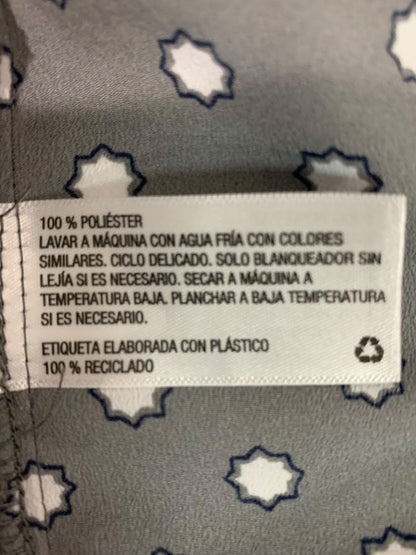 100 % POLIÉSTER
LAVAR A MÁQUINA CON AGUA FRÍA CON COLORES
SIMILARES. CICLO DELICADO. SOLO BLANQUEADOR SIN
LEJÍA SI ES NECESARIO. SECAR A MÁQUINA A
TEMPERATURA BAJA. PLANCHAR A BAJA TEMPERATURA
SI ES NECESARIO.
ETIQUETA ELABORADA CON PLÁSTICO
100 % RECICLADO